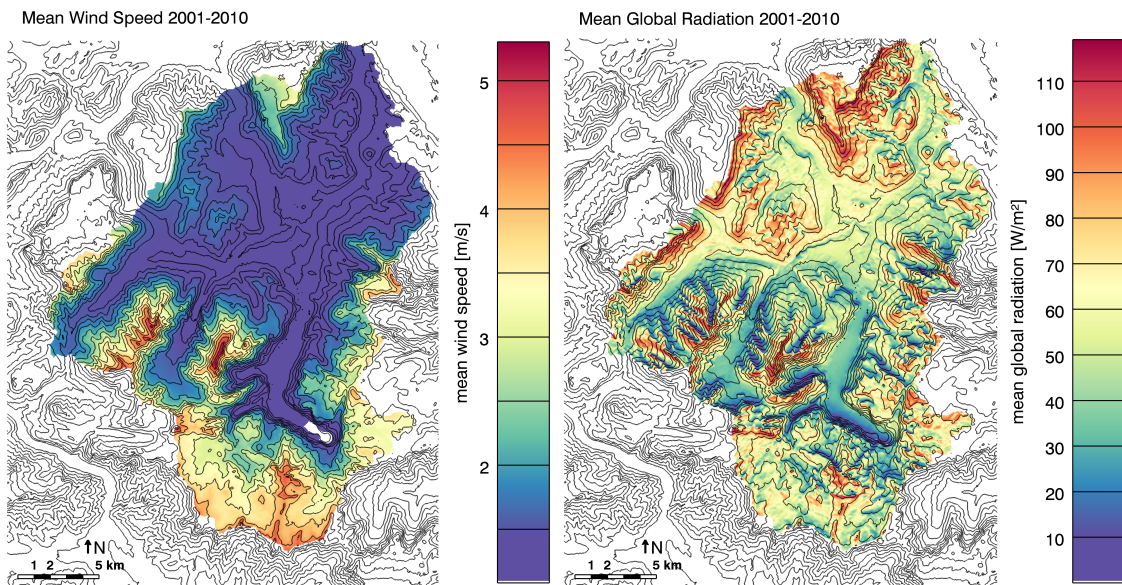 Mean Wind Speed 2001-2010
5
4
3
2
mean wind speed [m/s]
N
1 2 5 km
Mean Global Radiation 2001-2010
110
100
90
80
70
60
50
40
30
20
10
mean global radiation [W/m²]
N
1 2 5 km